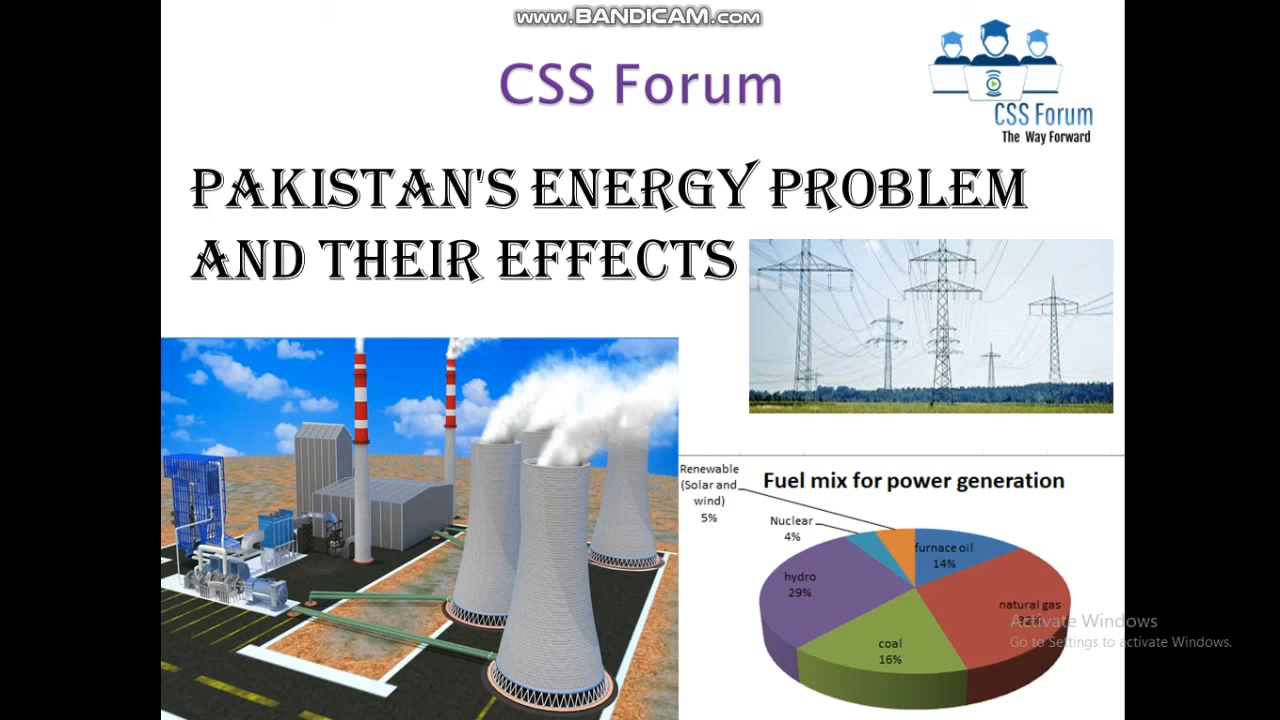 www.BANDICAM.com
CSS Forum
CSS Forum
The Way Forward
PAKISTAN'S ENERGY PROBLEM
AND THEIR EFFECTS
Fuel mix for power generation
Renewable
(Solar and
wind)
5%
Nuclear
4%
furnace oil
14%
hydro
29%
natural gas
coal
16%
Activate Windows
Go to Settings to activate Windows.